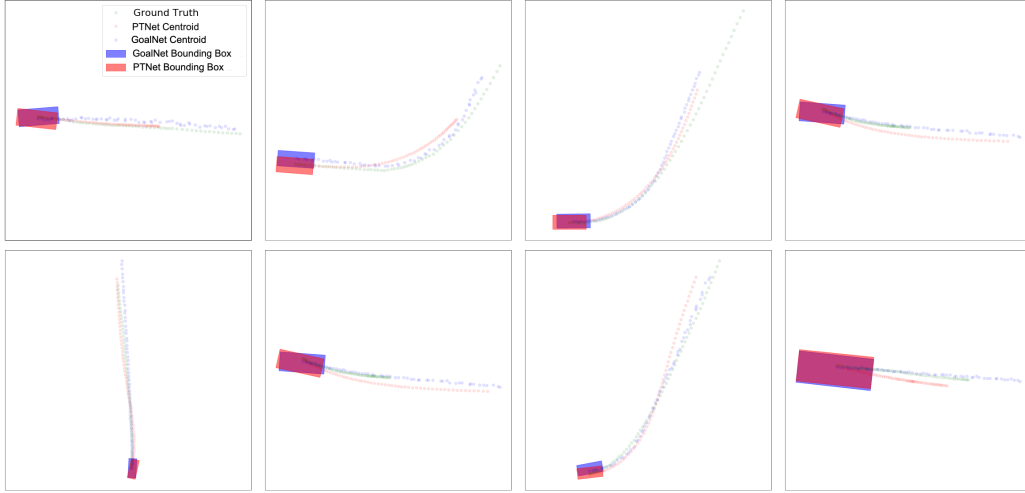 Ground Truth
PTNet Centroid
GoalNet Centroid
GoalNet Bounding Box
PTNet Bounding Box